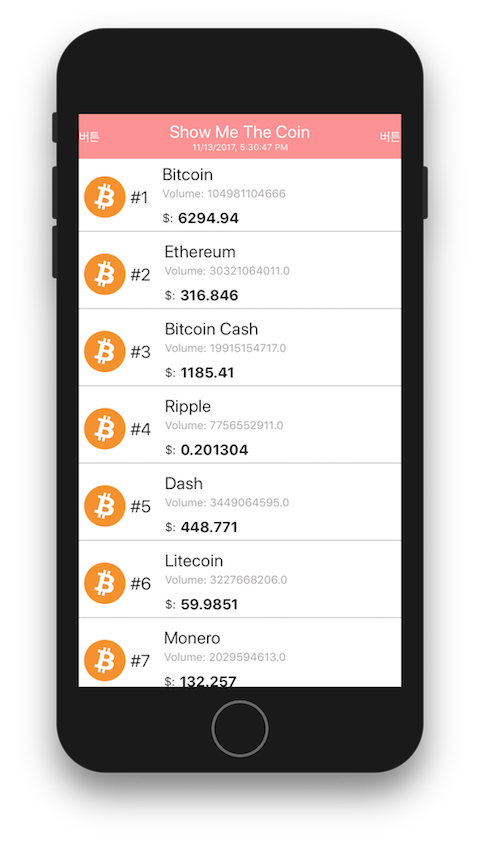 버튼 Show Me The Coin 버튼
11/13/2017, 5:30:47 PM
Bitcoin
#1
Volume: 104981104666
$: 6294.94
Ethereum
#2
Volume: 30321064011.0
$: 316.846
Bitcoin Cash
#3
Volume: 19915154717.0
$: 1185.41
Ripple
#4
Volume: 7756552911.0
$: 0.201304
Dash
#5
Volume: 3449064595.0
$: 448.771
Litecoin
#6
Volume: 3227668206.0
$: 59.9851
Monero
#7
Volume: 2029594613.0
$: 132.257